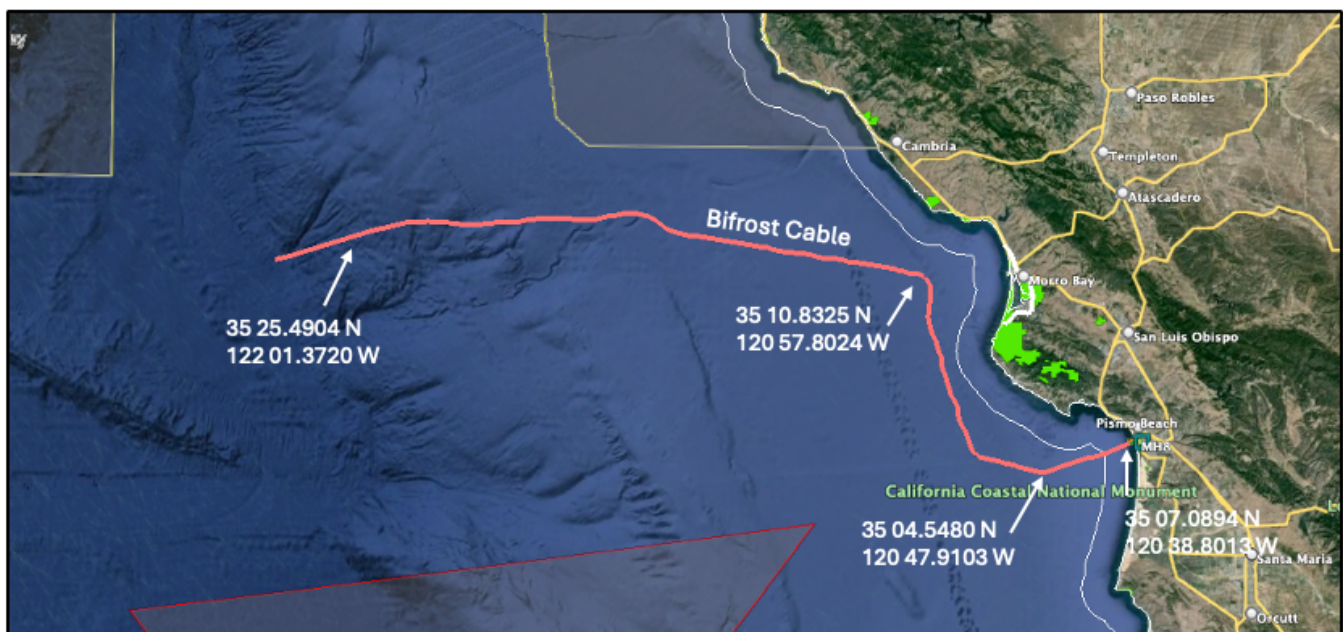 Paso Robles
Cambria
Templeton
Atascadero
Bifrost Cable
Morro Bay
35 25.4904 N
122 01.3720 W
35 10.8325 N
120 57.8024 W
San Luis Obispo
Pismo Beach
MH8
California Coastal National Monument
35 04.5480 N
120 47.9103 W
35 07.0894 N
120 38.8013 W
Santa Maria
Orcutt